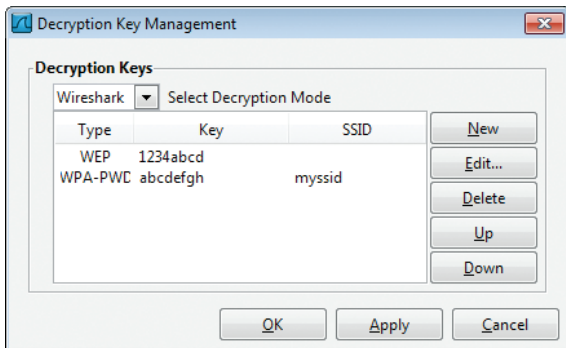 Decryption Key Management
Decryption Keys
Wireshark Select Decryption Mode
Type Key SSID
WEP 1234abcd
WPA-PWD abcdefgh myssid
New
Edit...
Delete
Up
Down
OK Apply Cancel